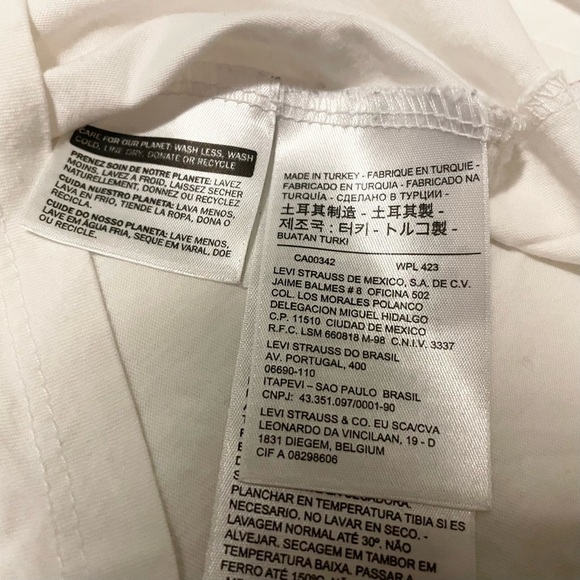 CARE FOR OUR PLANET: WASH LESS, WASH
COLD, LINE DRY, DONATE OR RECYCLE
PRENEZ SOIN DE NOTRE PLANETE: LAVEZ
MOINS, LAVEZ A FROID, LAISSEZ SECHER
NATURELLEMENT, DONNEZ OU RECYCLEZ
CUIDA NUESTRO PLANETA: LAVA MENOS,
LAVA EN FRIO, TIENDE LA ROPA, DONA O
RECICLA.
CUIDE DO NOSSO PLANETA: LAVE MENOS,
LAVE EM ÁGUA FRIA, SEQUE EM VARAL, DOE
OU RECICLE.
MADE IN TURKEY - FABRIQUE EN TURQUIE -
FABRICADO EN TURQUIA - FABRICADO NA
TURQUÍA - СДЕЛАНО В ТУРЦИИ -
土耳其制造 - 土耳其製 -
제조국 : 터키 - トルコ製 -
BUATAN TURKI
CA00342 WPL 423
LEVI STRAUSS DE MEXICO, S.A. DE C.V.
JAIME BALMES # 8 OFICINA 502
COL. LOS MORALES POLANCO
DELEGACION MIGUEL HIDALGO
C.P. 11510 CIUDAD DE MEXICO
R.F.C. LSM 660818 M-98 C.N.I.V. 3337
LEVI STRAUSS DO BRASIL
AV. PORTUGAL, 400
06690-110
ITAPEVI – SAO PAULO BRASIL
CNPJ: 43.351.097/0001-90
LEVI STRAUSS & CO. EU SCA/CVA
LEONARDO DA VINCILAAN, 19 - D
1831 DIEGEM, BELGIUM
CIF A 08298606
PLANCHAR EN TEMPERATURA TIBIA SI ES
NECESARIO, NO LAVAR EN SECO. -
LAVAGEM NORMAL ATÉ 30º. NÃO
ALVEJAR. SECAGEM EM TAMBOR EM
TEMPERATURA BAIXA. PASSAR A
FERRO ATÉ 150ºC